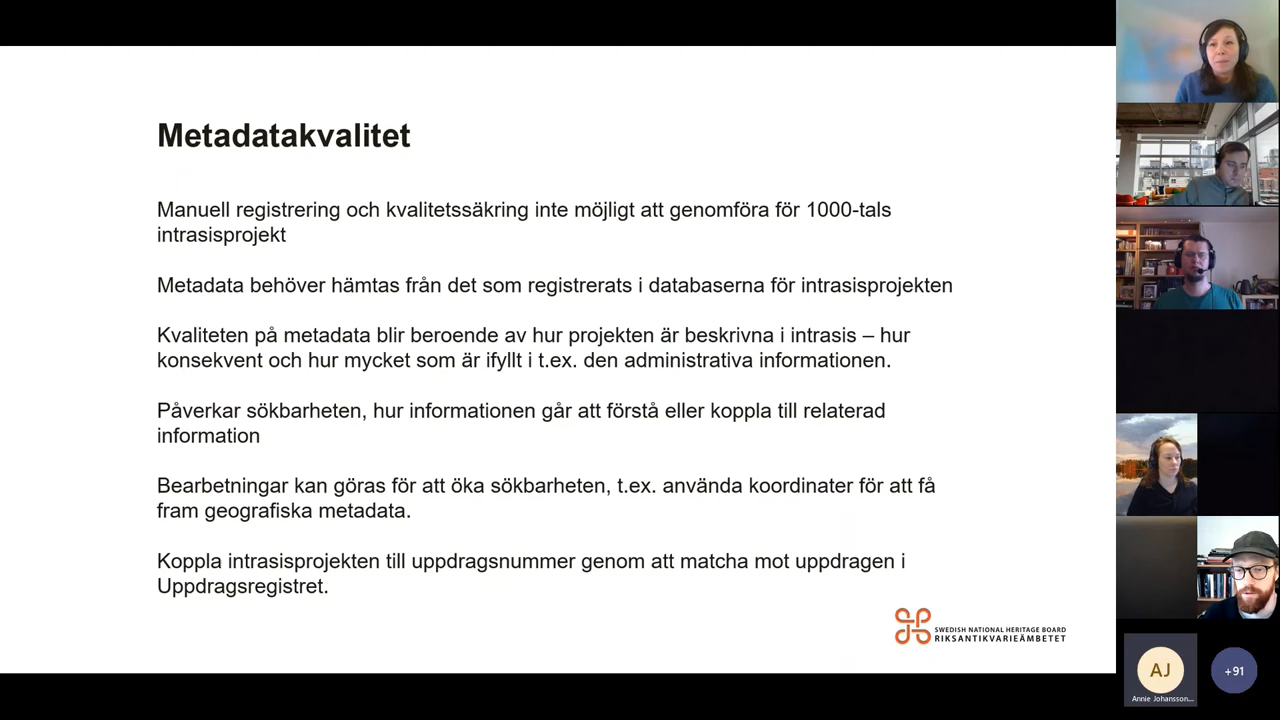 Metadatakvalitet
Manuell registrering och kvalitetssäkring inte möjligt att genomföra för 1000-tals
intrasisprojekt
Metadata behöver hämtas från det som registrerats i databaserna för intrasisprojekten
Kvaliteten på metadata blir beroende av hur projekten är beskrivna i intrasis – hur
konsekvent och hur mycket som är ifyllt i t.ex. den administrativa informationen.
Påverkar sökbarheten, hur informationen går att förstå eller koppla till relaterad
information
Bearbetningar kan göras för att öka sökbarheten, t.ex. använda koordinater för att få
fram geografiska metadata.
Koppla intrasisprojekten till uppdragsnummer genom att matcha mot uppdragen i
Uppdragsregistret.
SWEDISH NATIONAL HERITAGE BOARD
RIKSANTIKVARIEÄMBETET
AJ
Annie Johansson...
+91